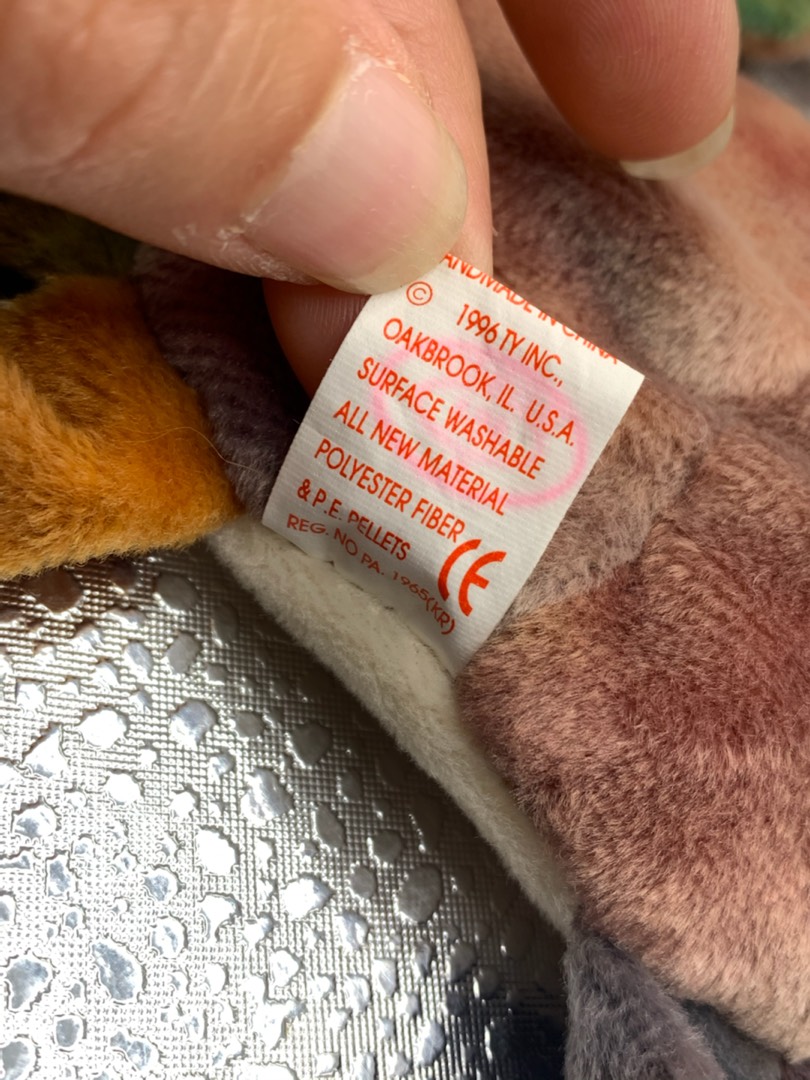 HANDMADE IN CHINA
© 1996 TY INC.,
OAKBROOK, IL. U.S.A.
SURFACE WASHABLE
ALL NEW MATERIAL
POLYESTER FIBER
& P.E. PELLETS
REG. NO PA. 1965(KR)
CE